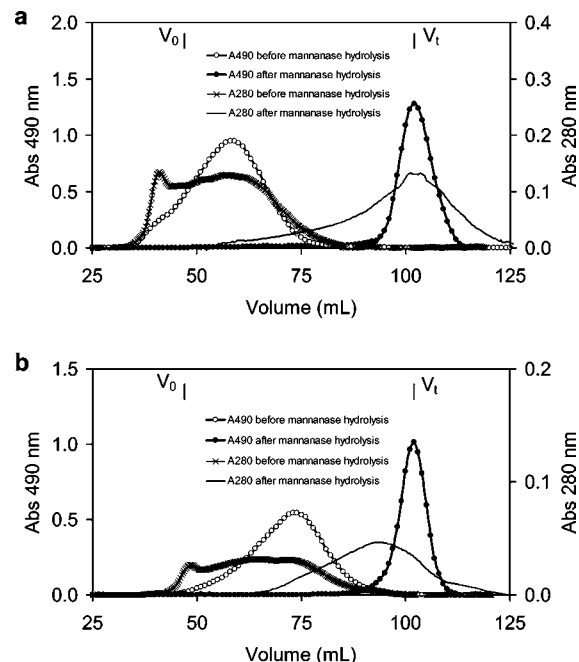 a
V0 Vt
A490 before mannanase hydrolysis
A490 after mannanase hydrolysis
A280 before mannanase hydrolysis
A280 after mannanase hydrolysis
Abs 490 nm
2.0
1.5
1.0
0.5
0.0
Abs 280 nm
0.4
0.3
0.2
0.1
0.0
25 50 75 100 125
Volume (mL)
b
V0 Vt
A490 before mannanase hydrolysis
A490 after mannanase hydrolysis
A280 before mannanase hydrolysis
A280 after mannanase hydrolysis
Abs 490 nm
1.5
1.0
0.5
0.0
Abs 280 nm
0.2
0.1
0.0
25 50 75 100 125
Volume (mL)